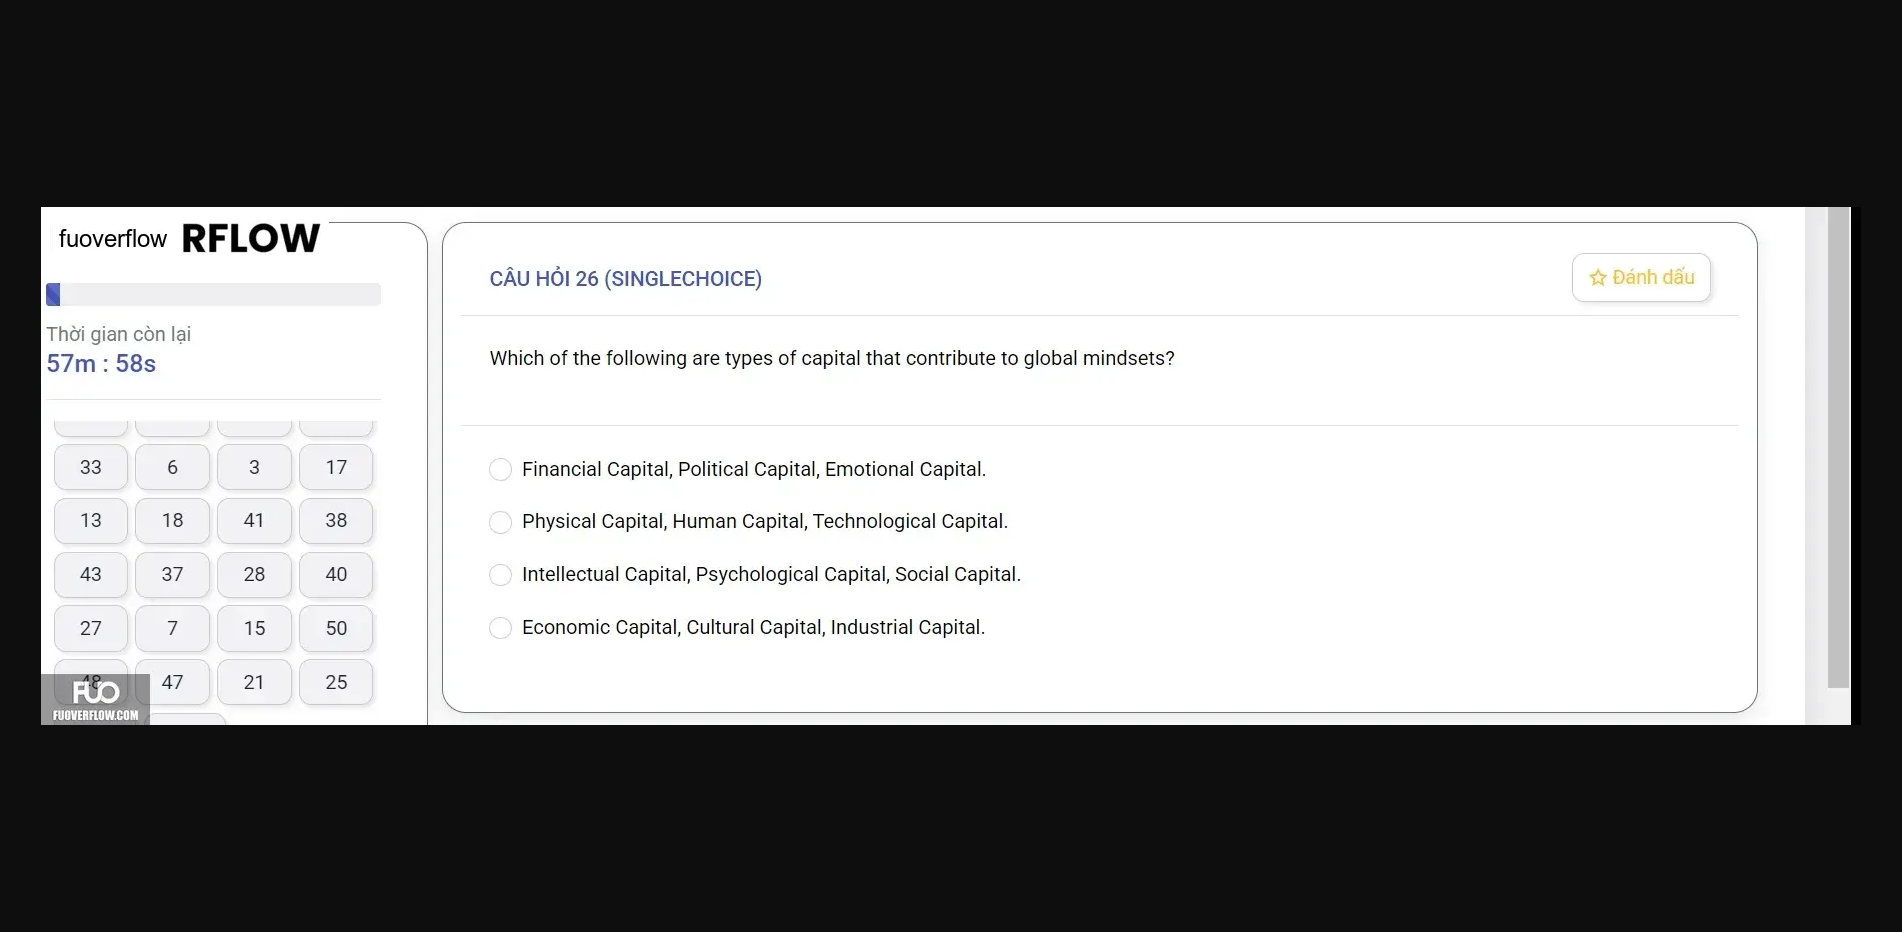 fuoverflow RFLOW
Thời gian còn lại
57m : 58s
33 6 3 17
13 18 41 38
43 37 28 40
27 7 15 50
48 47 21 25
FUO
FUOVERFLOW.COM
CÂU HỎI 26 (SINGLECHOICE)
Đánh dấu
Which of the following are types of capital that contribute to global mindsets?
Financial Capital, Political Capital, Emotional Capital.
Physical Capital, Human Capital, Technological Capital.
Intellectual Capital, Psychological Capital, Social Capital.
Economic Capital, Cultural Capital, Industrial Capital.